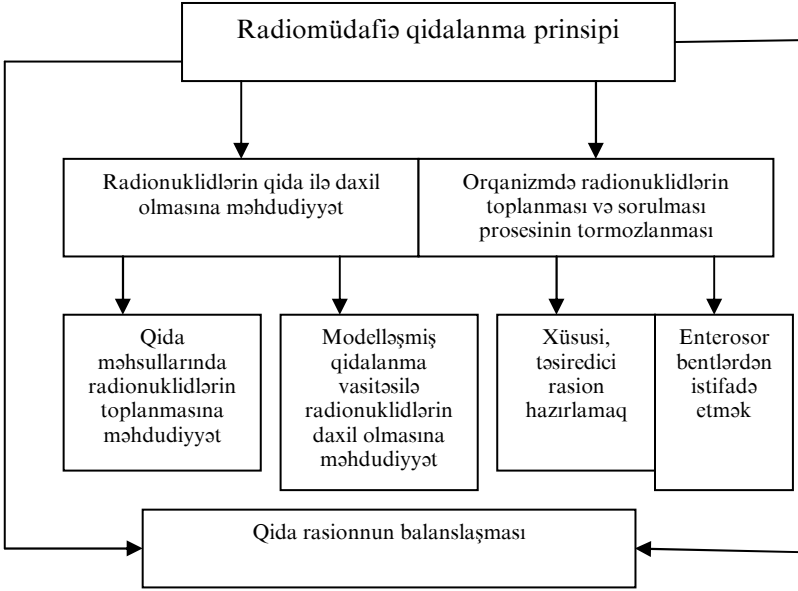 Radiomüdafiə qidalanma prinsipi
Radionuklidlərin qida ilə daxil
olmasına məhdudiyyət
Orqanizmdə radionuklidlərin
toplanması və sorulması
prosesinin tormozlanması
Qida
məhsullarında
radionuklidlərin
toplanmasına
məhdudiyyət
Modelləşmiş
qidalanma
vasitəsilə
radionuklidlərin
daxil olmasına
məhdudiyyət
Xüsusi,
təsiredici
rasion
hazırlamaq
Enterosor
bentlərdən
istifadə
etmək
Qida rasionnun balanslaşması